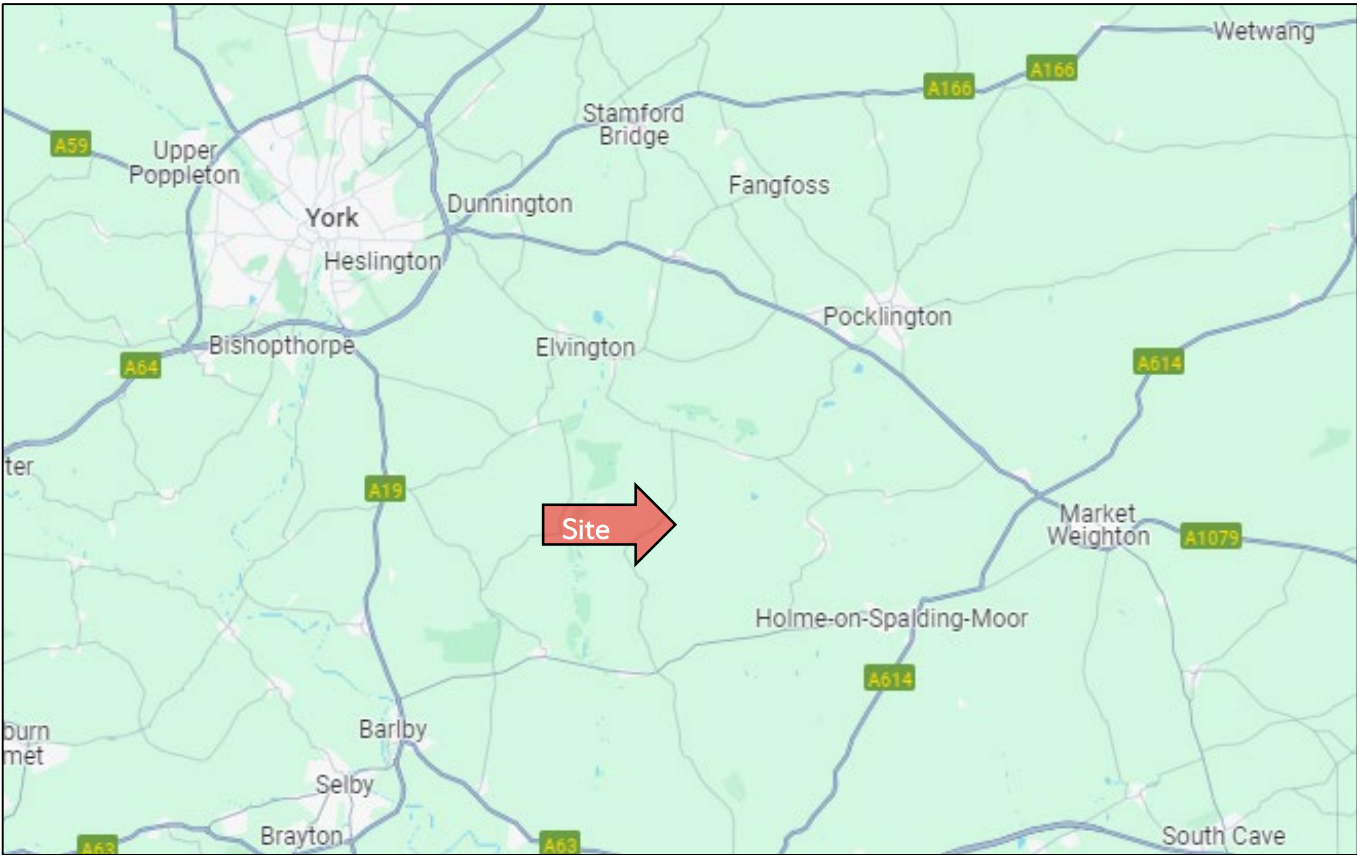 Wetwang
A166
A166
Stamford
Bridge
A59
Upper
Poppleton
Fangfoss
York
Dunnington
Heslington
Pocklington
Bishopthorpe
Elvington
A64
A614
ter
A19
Site
Market
Weighton
A1079
Holme-on-Spalding-Moor
A614
burn
met
Barlby
Selby
Brayton
South Cave
A63
A63